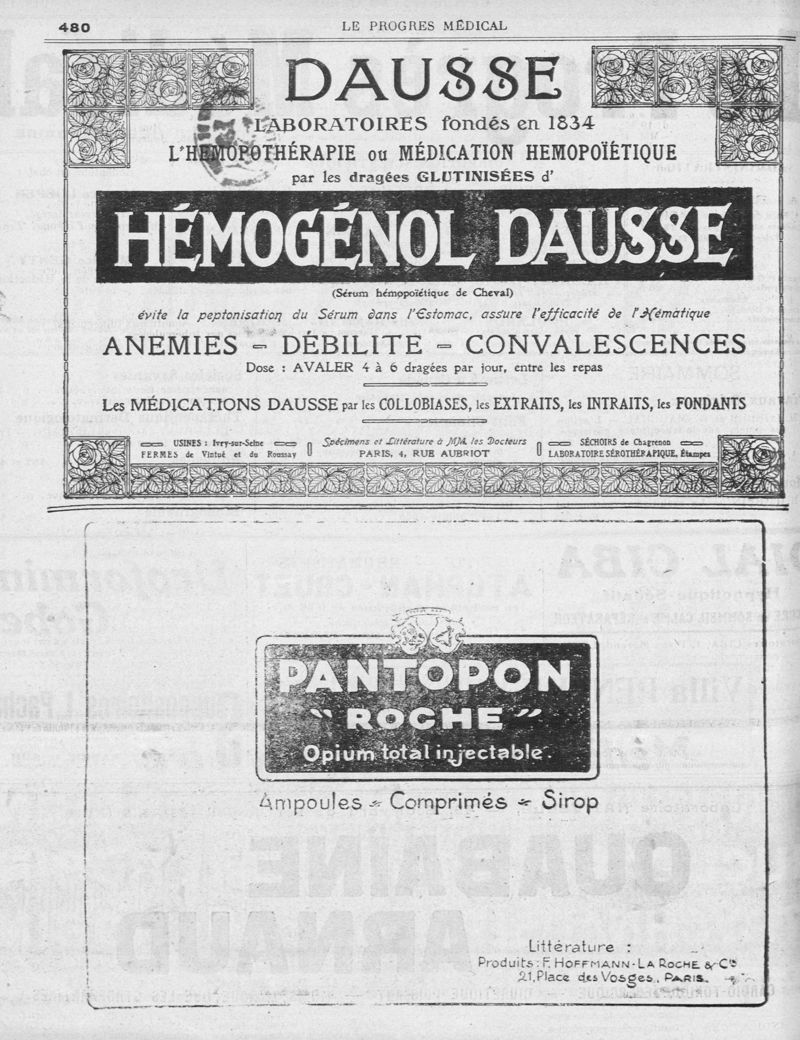 480
LE PROGRES MÉDICAL
DAUSSE
LABORATOIRES fondés en 1834
L'HEMOPOTHÉRAPIE ou MÉDICATION HEMOPOÏÉTIQUE
par les dragées GLUTINISÉES d'
HÉMOGÉNOL DAUSSE
(Sérum hémopoïétique de Cheval)
évite la peptonisation du Sérum dans l'Estomac, assure l'efficacité de l'Hématique
ANEMIES - DÉBILITE - CONVALESCENCES
Dose : AVALER 4 à 6 dragées par jour, entre les repas
Les MÉDICATIONS DAUSSE par les COLLOBIASES, les EXTRAITS, les INTRAITS, les FONDANTS
USINES : Ivry-sur-Seine
FERMES de Vintué et du Roussay
Spécimens et Littérature à MM. les Docteurs
PARIS, 4, RUE AUBRIOT
SÉCHOIRS de Chagrenon
LABORATOIRE SÉROTHÉRAPIQUE, Étampes
PANTOPON
"ROCHE"
Opium total injectable.
Ampoules - Comprimés - Sirop
Littérature :
Produits: F. HOFFMANN-LA ROCHE & Cie
21, Place des Vosges, PARIS.